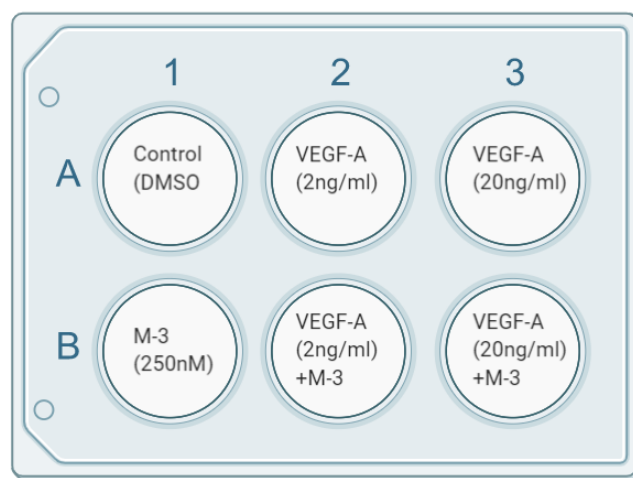 1 2 3
A
Control
(DMSO
VEGF-A
(2ng/ml)
VEGF-A
(20ng/ml)
B
M-3
(250nM)
VEGF-A
(2ng/ml)
+M-3
VEGF-A
(20ng/ml)
+M-3